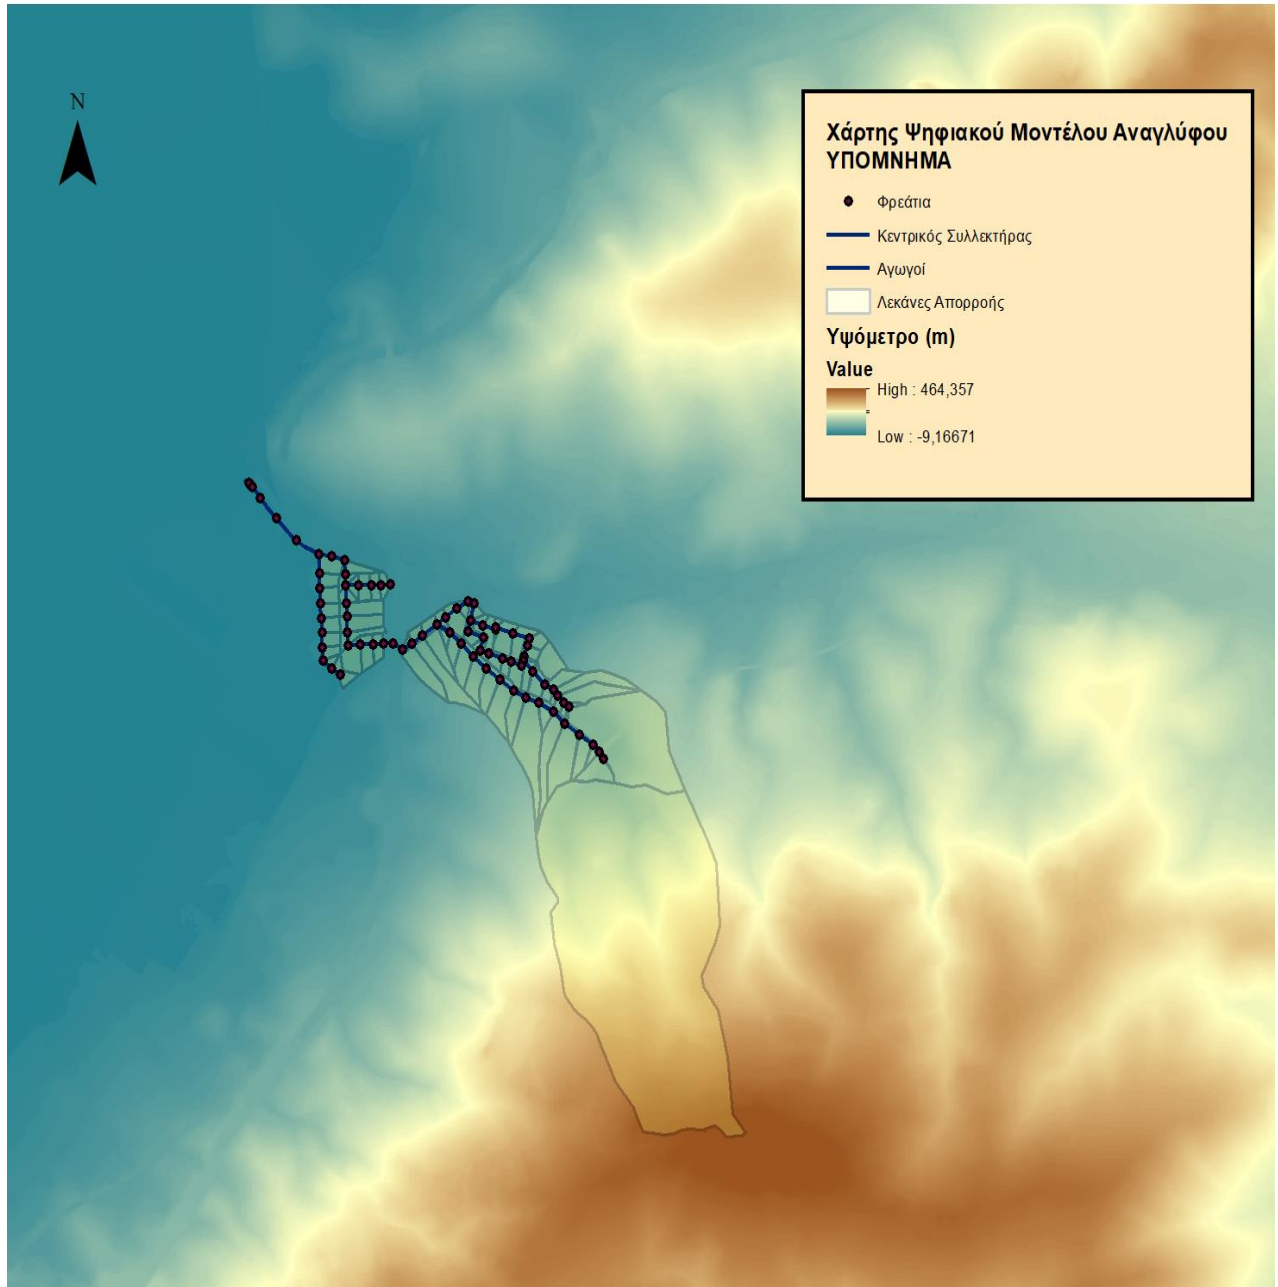 N
Χάρτης Ψηφιακού Μοντέλου Αναγλύφου
ΥΠΟΜΝΗΜΑ
Φρεάτια
Κεντρικός Συλλεκτήρας
Αγωγοί
Λεκάνες Απορροής
Υψόμετρο (m)
Value
High : 464,357
Low : -9,16671